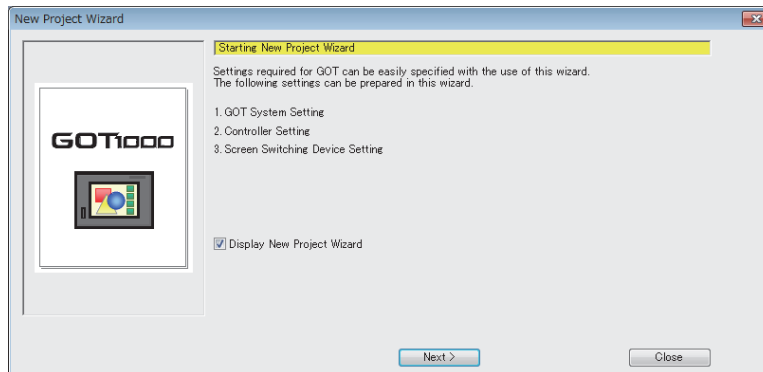 New Project Wizard
Starting New Project Wizard
Settings required for GOT can be easily specified with the use of this wizard.
The following settings can be prepared in this wizard.
1. GOT System Setting
2. Controller Setting
3. Screen Switching Device Setting
GOT1000
Display New Project Wizard
Next >
Close